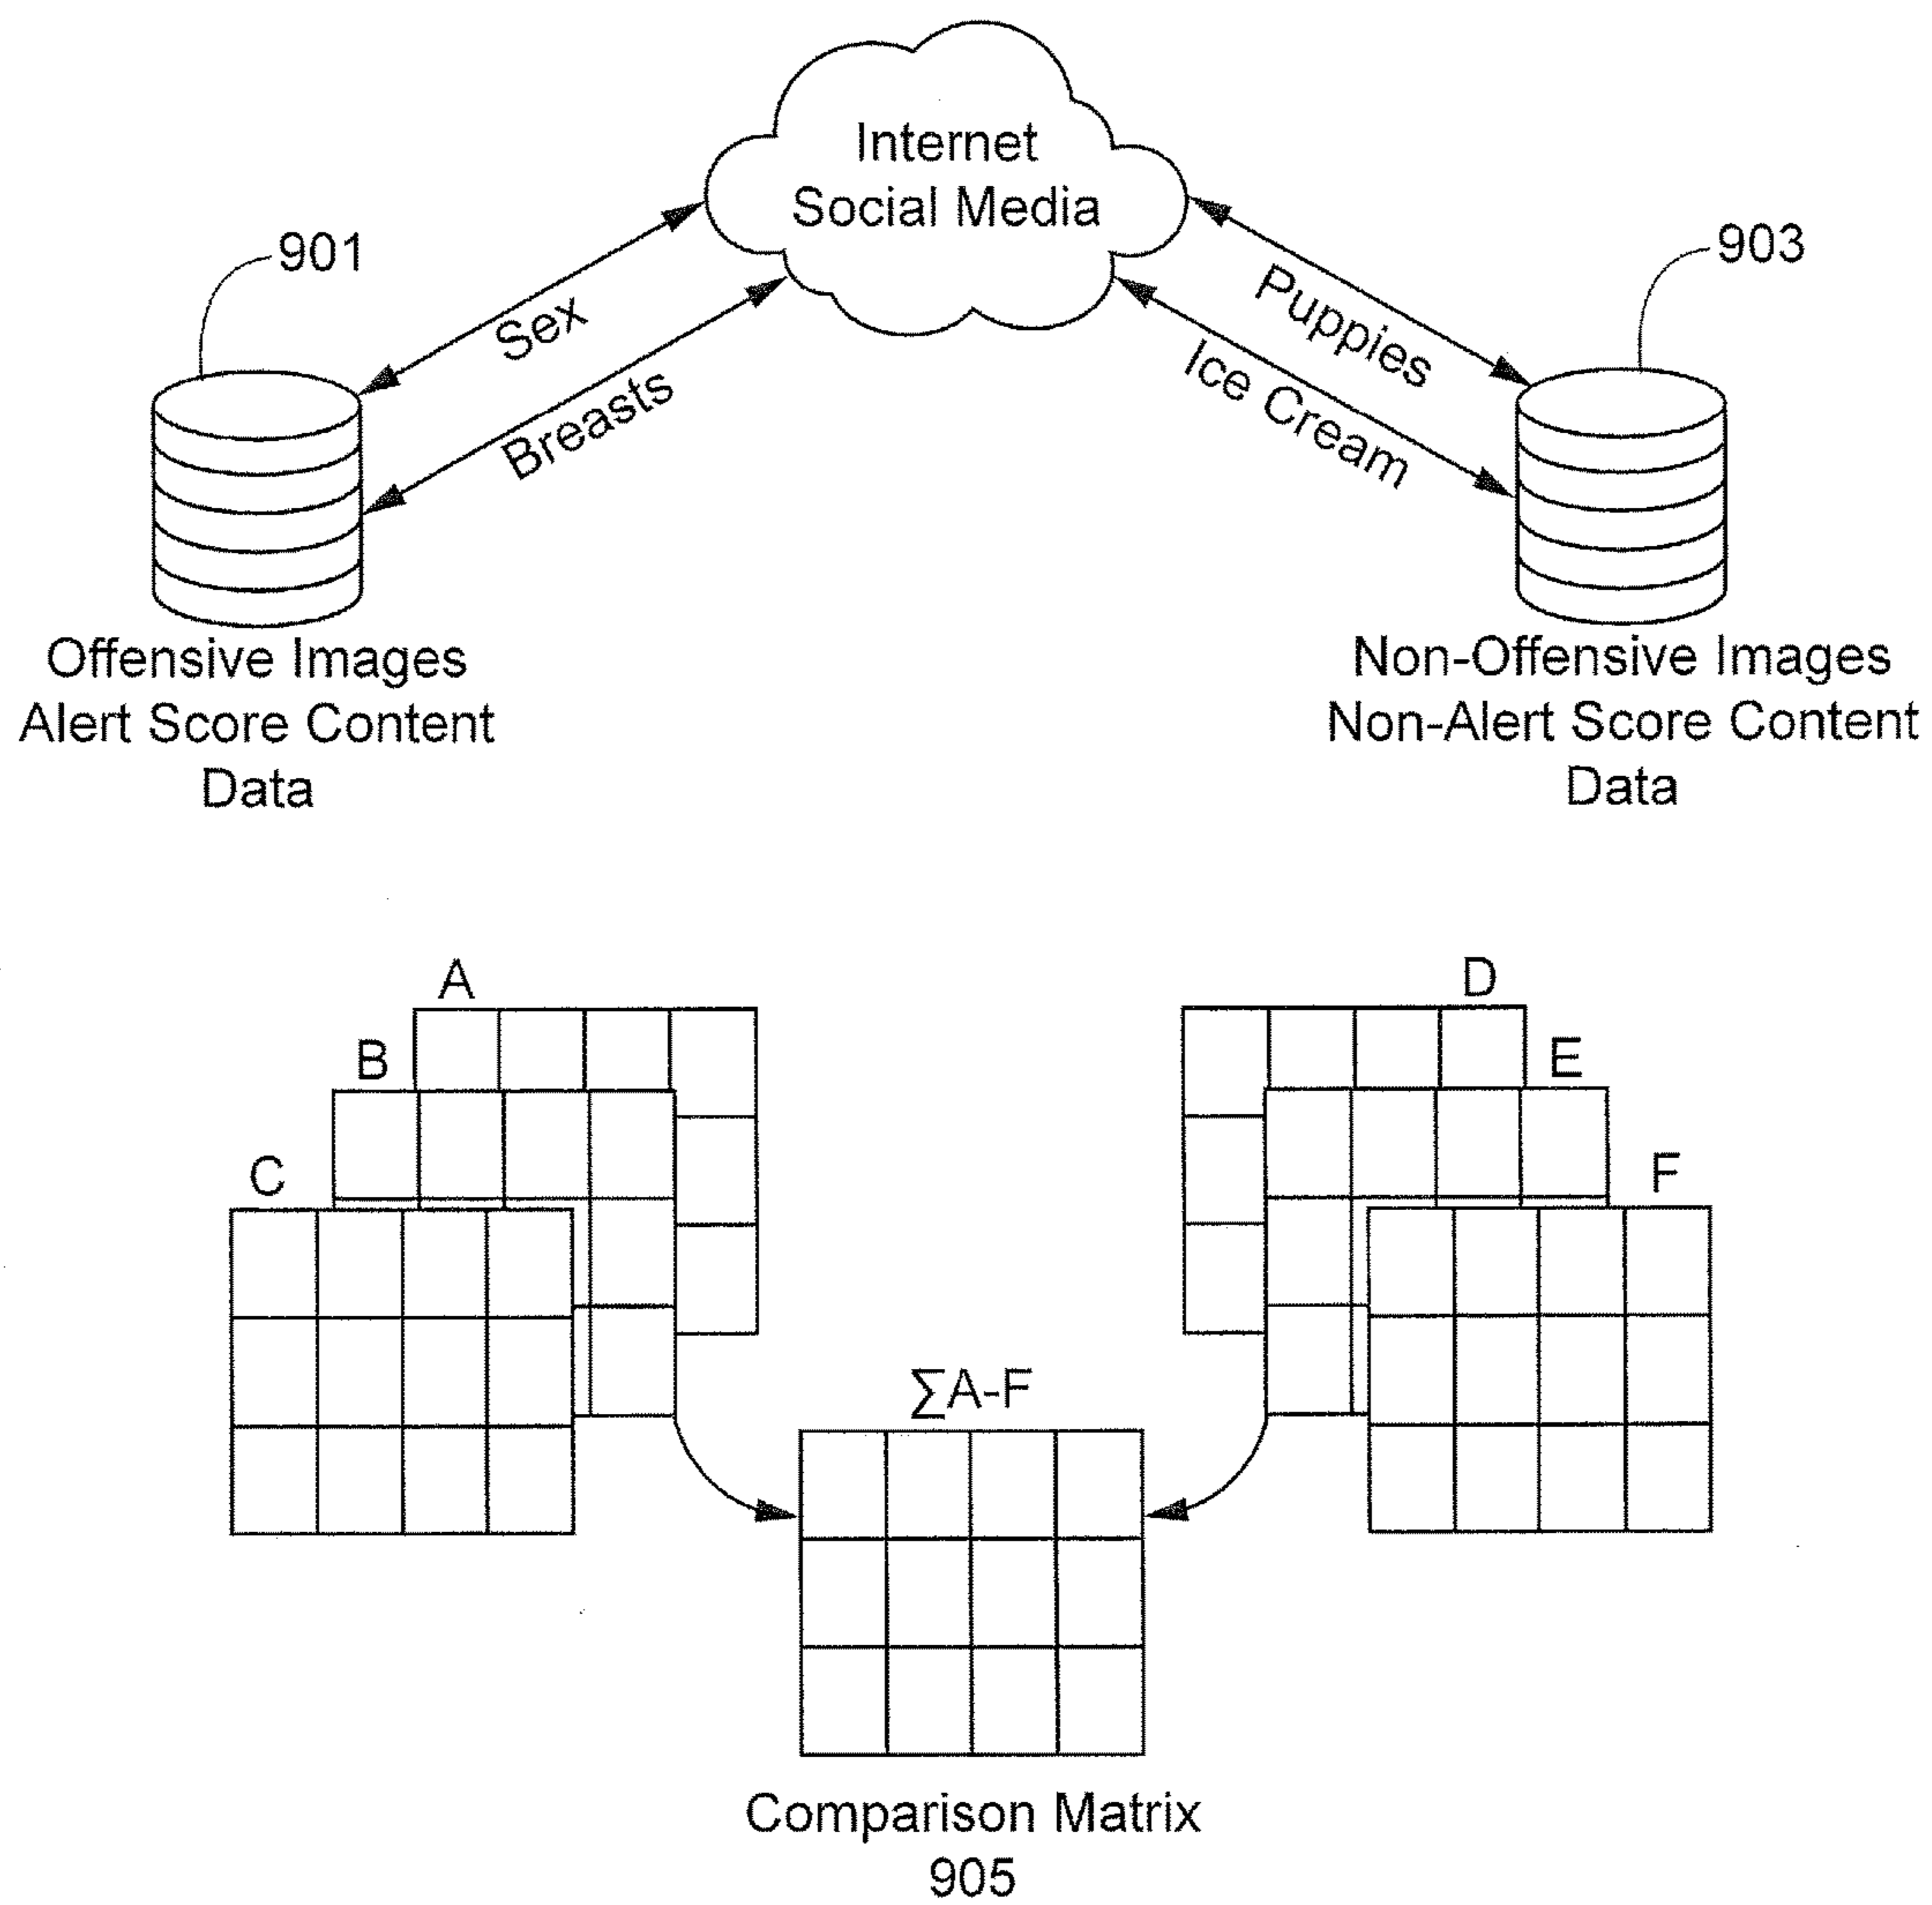 Internet
Social Media
901
903
Sex
Breasts
Puppies
Ice Cream
Offensive Images
Alert Score Content
Data
Non-Offensive Images
Non-Alert Score Content
Data
A
B
C
D
E
F
∑A-F
Comparison Matrix
905